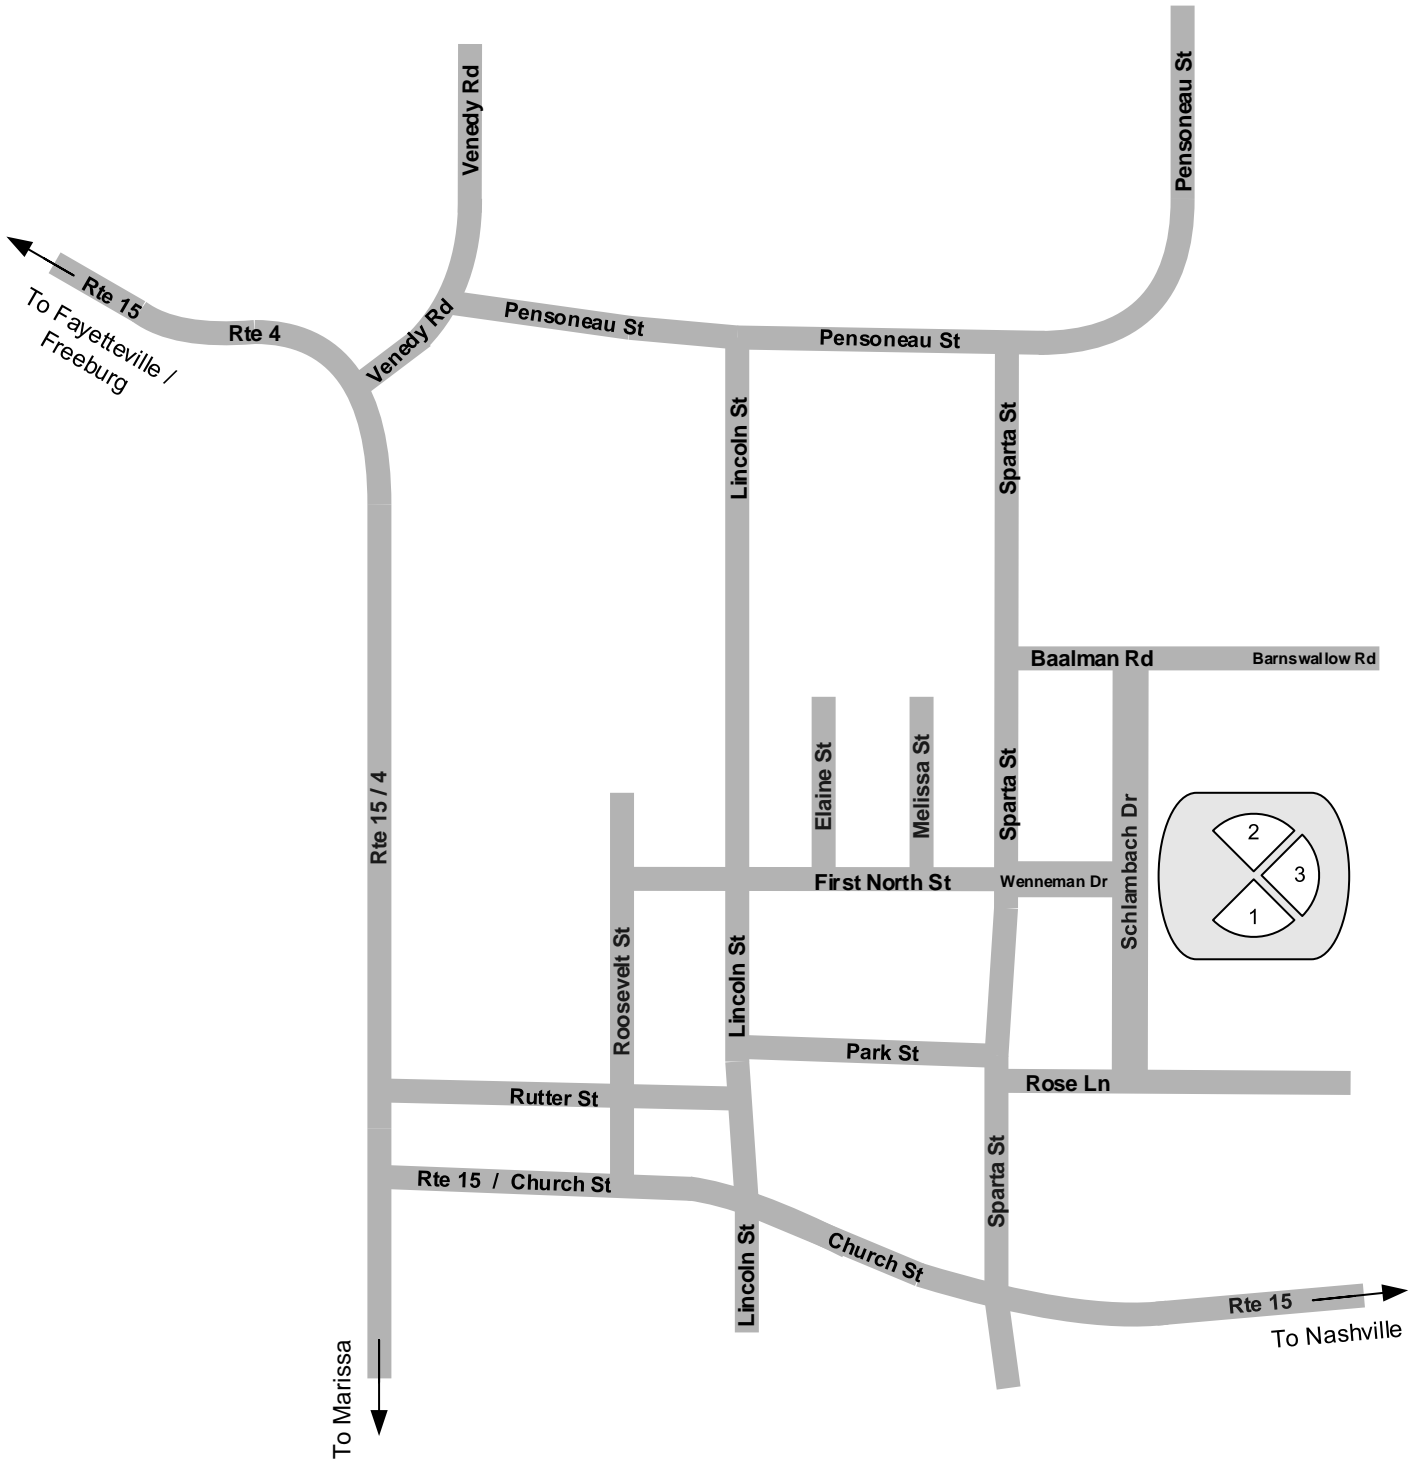 Pensoneau St
Venedy Rd
Rte 15
To Fayetteville /
Freeburg
Rte 4
Venedy Rd
Pensoneau St
Pensoneau St
Lincoln St
Sparta St
Baalman Rd
Barnswallow Rd
Rte 15 / 4
Elaine St
Melissa St
Sparta St
Schlambach Dr
2
3
1
First North St
Wenneman Dr
Roosevelt St
Lincoln St
Park St
Rose Ln
Rutter St
Rte 15 / Church St
Sparta St
Lincoln St
Church St
Rte 15
To Nashville
To Marissa